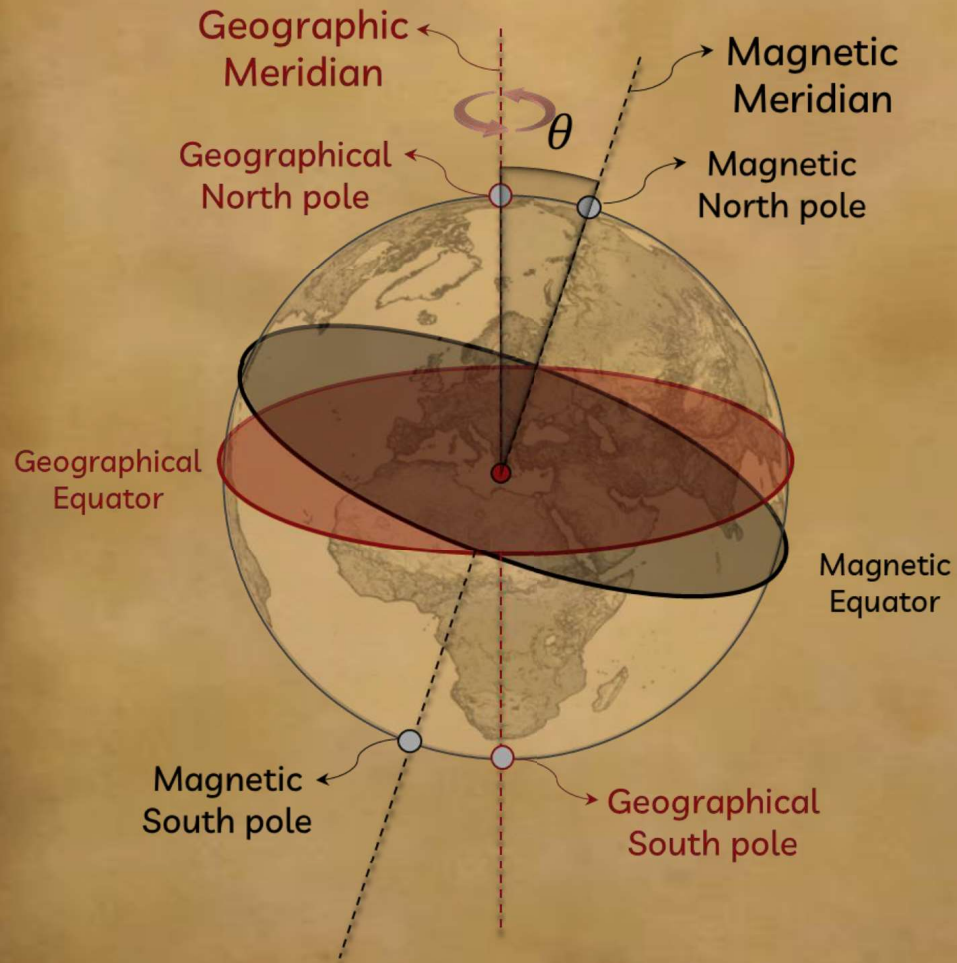 Geographic
Meridian
Magnetic
Meridian
θ
Geographical
North pole
Magnetic
North pole
Geographical
Equator
Magnetic
Equator
Magnetic
South pole
Geographical
South pole